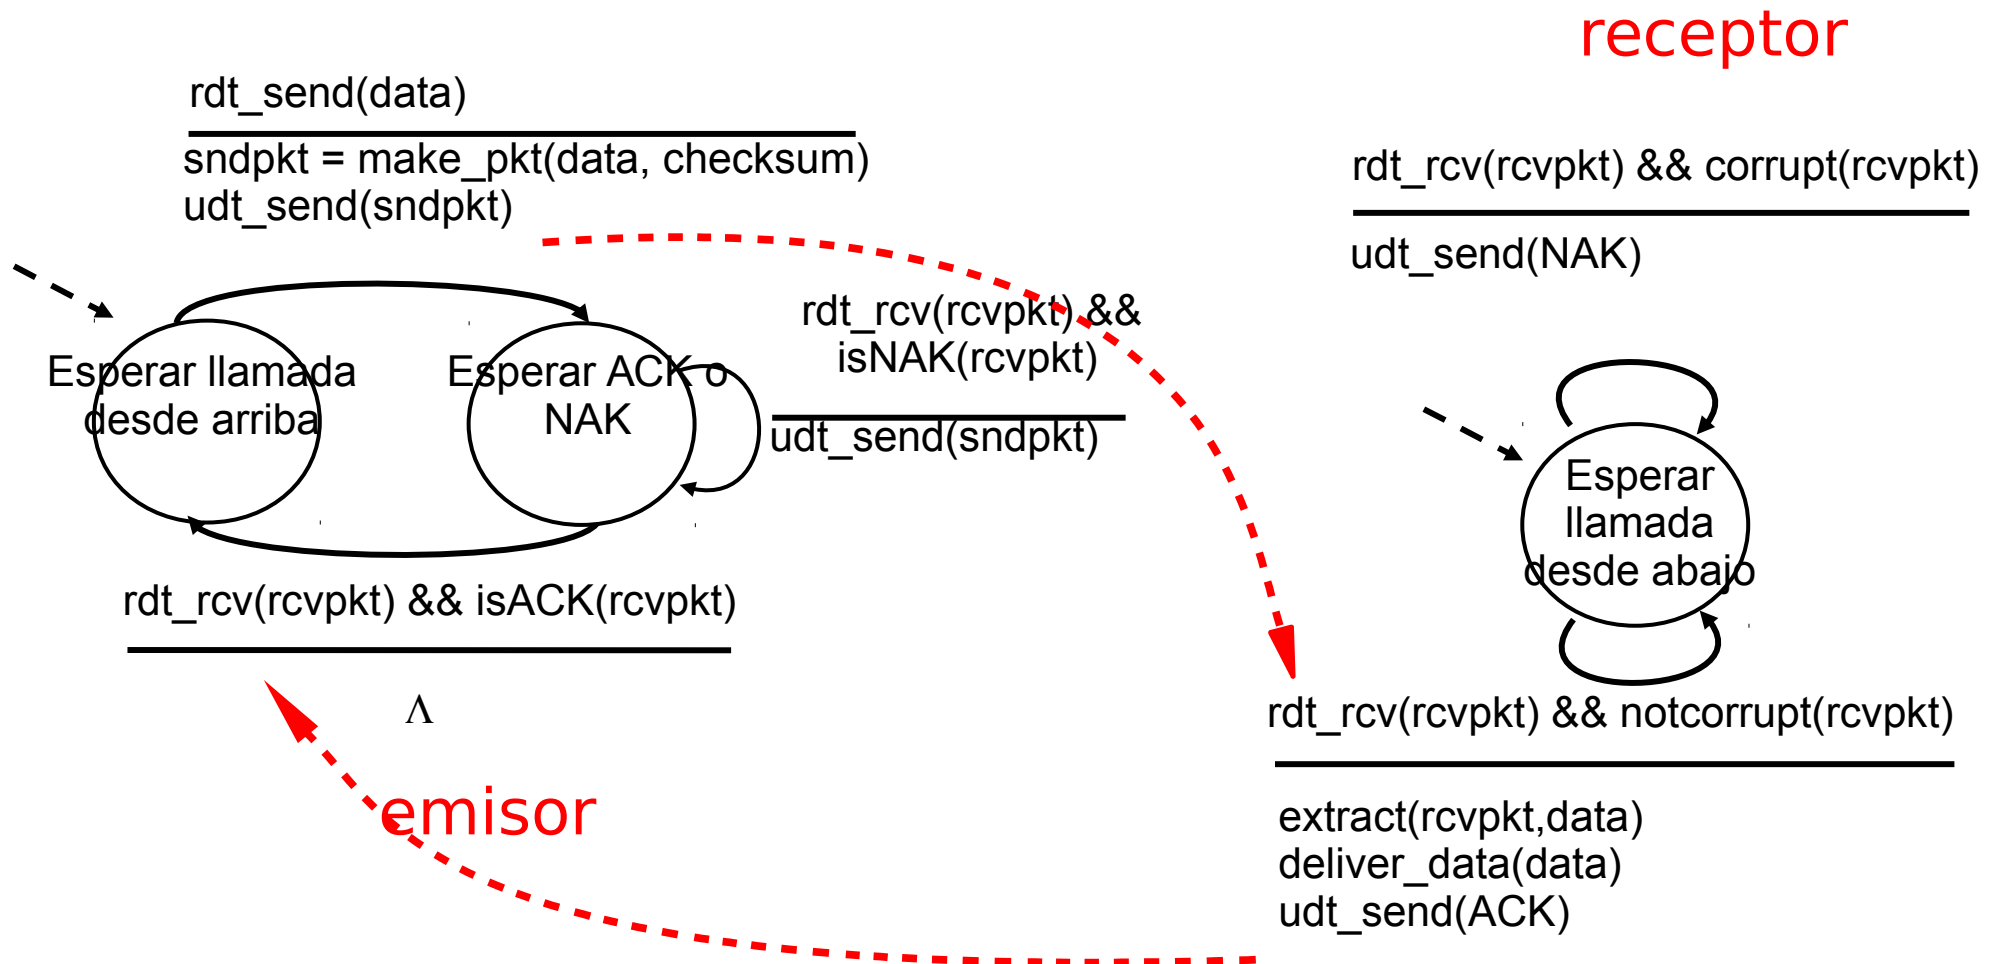 receptor
rdt_send(data)
sndpkt = make_pkt(data, checksum)
udt_send(sndpkt)
rdt_rcv(rcvpkt) && corrupt(rcvpkt)
udt_send(NAK)
rdt_rcv(rcvpkt) &&
isNAK(rcvpkt)
udt_send(sndpkt)
Esperar llamada
desde arriba
Esperar ACK o
NAK
Esperar
llamada
desde abajo
rdt_rcv(rcvpkt) && isACK(rcvpkt)
Λ
emisor
rdt_rcv(rcvpkt) && notcorrupt(rcvpkt)
extract(rcvpkt,data)
deliver_data(data)
udt_send(ACK)